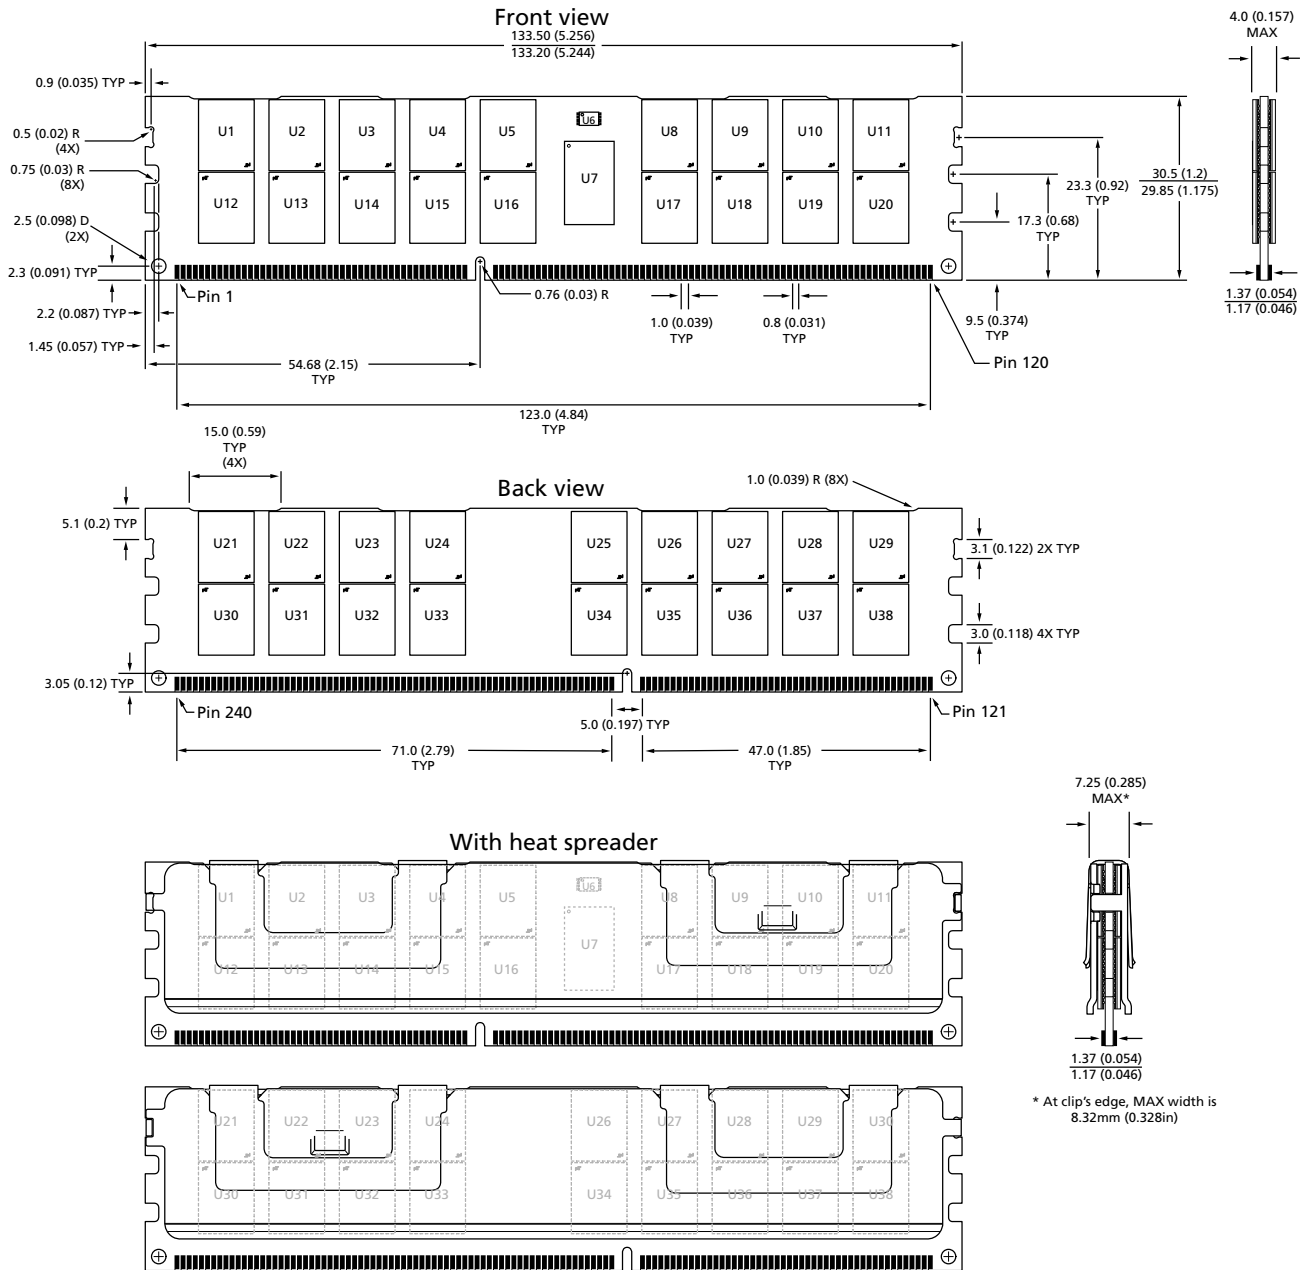 Front view
133.50 (5.256)
133.20 (5.244)
4.0 (0.157)
MAX
0.9 (0.035) TYP
0.5 (0.02) R
(4X)
0.75 (0.03) R
(8X)
2.5 (0.098) D
(2X)
2.3 (0.091) TYP
2.2 (0.087) TYP
1.45 (0.057) TYP
U1 U2 U3 U4 U5 U6 U8 U9 U10 U11
U7
U12 U13 U14 U15 U16 U17 U18 U19 U20
23.3 (0.92)
TYP
17.3 (0.68)
TYP
30.5 (1.2)
29.85 (1.175)
Pin 1
0.76 (0.03) R
1.0 (0.039)
TYP
0.8 (0.031)
TYP
9.5 (0.374)
TYP
1.37 (0.054)
1.17 (0.046)
54.68 (2.15)
TYP
Pin 120
123.0 (4.84)
TYP
15.0 (0.59)
TYP
(4X)
Back view
1.0 (0.039) R (8X)
5.1 (0.2) TYP
U21 U22 U23 U24 U25 U26 U27 U28 U29
3.1 (0.122) 2X TYP
U30 U31 U32 U33 U34 U35 U36 U37 U38
3.0 (0.118) 4X TYP
3.05 (0.12) TYP
Pin 240
5.0 (0.197) TYP
Pin 121
71.0 (2.79)
TYP
47.0 (1.85)
TYP
7.25 (0.285)
MAX*
With heat spreader
U1 U2 U3 U4 U5 U6 U8 U9 U10 U11
U7
U12 U13 U14 U15 U16 U17 U18 U19 U20
1.37 (0.054)
1.17 (0.046)
* At clip's edge, MAX width is
8.32mm (0.328in)
U21 U22 U23 U24 U26 U27 U28 U29 U30
U30 U31 U32 U33 U34 U35 U36 U37 U38